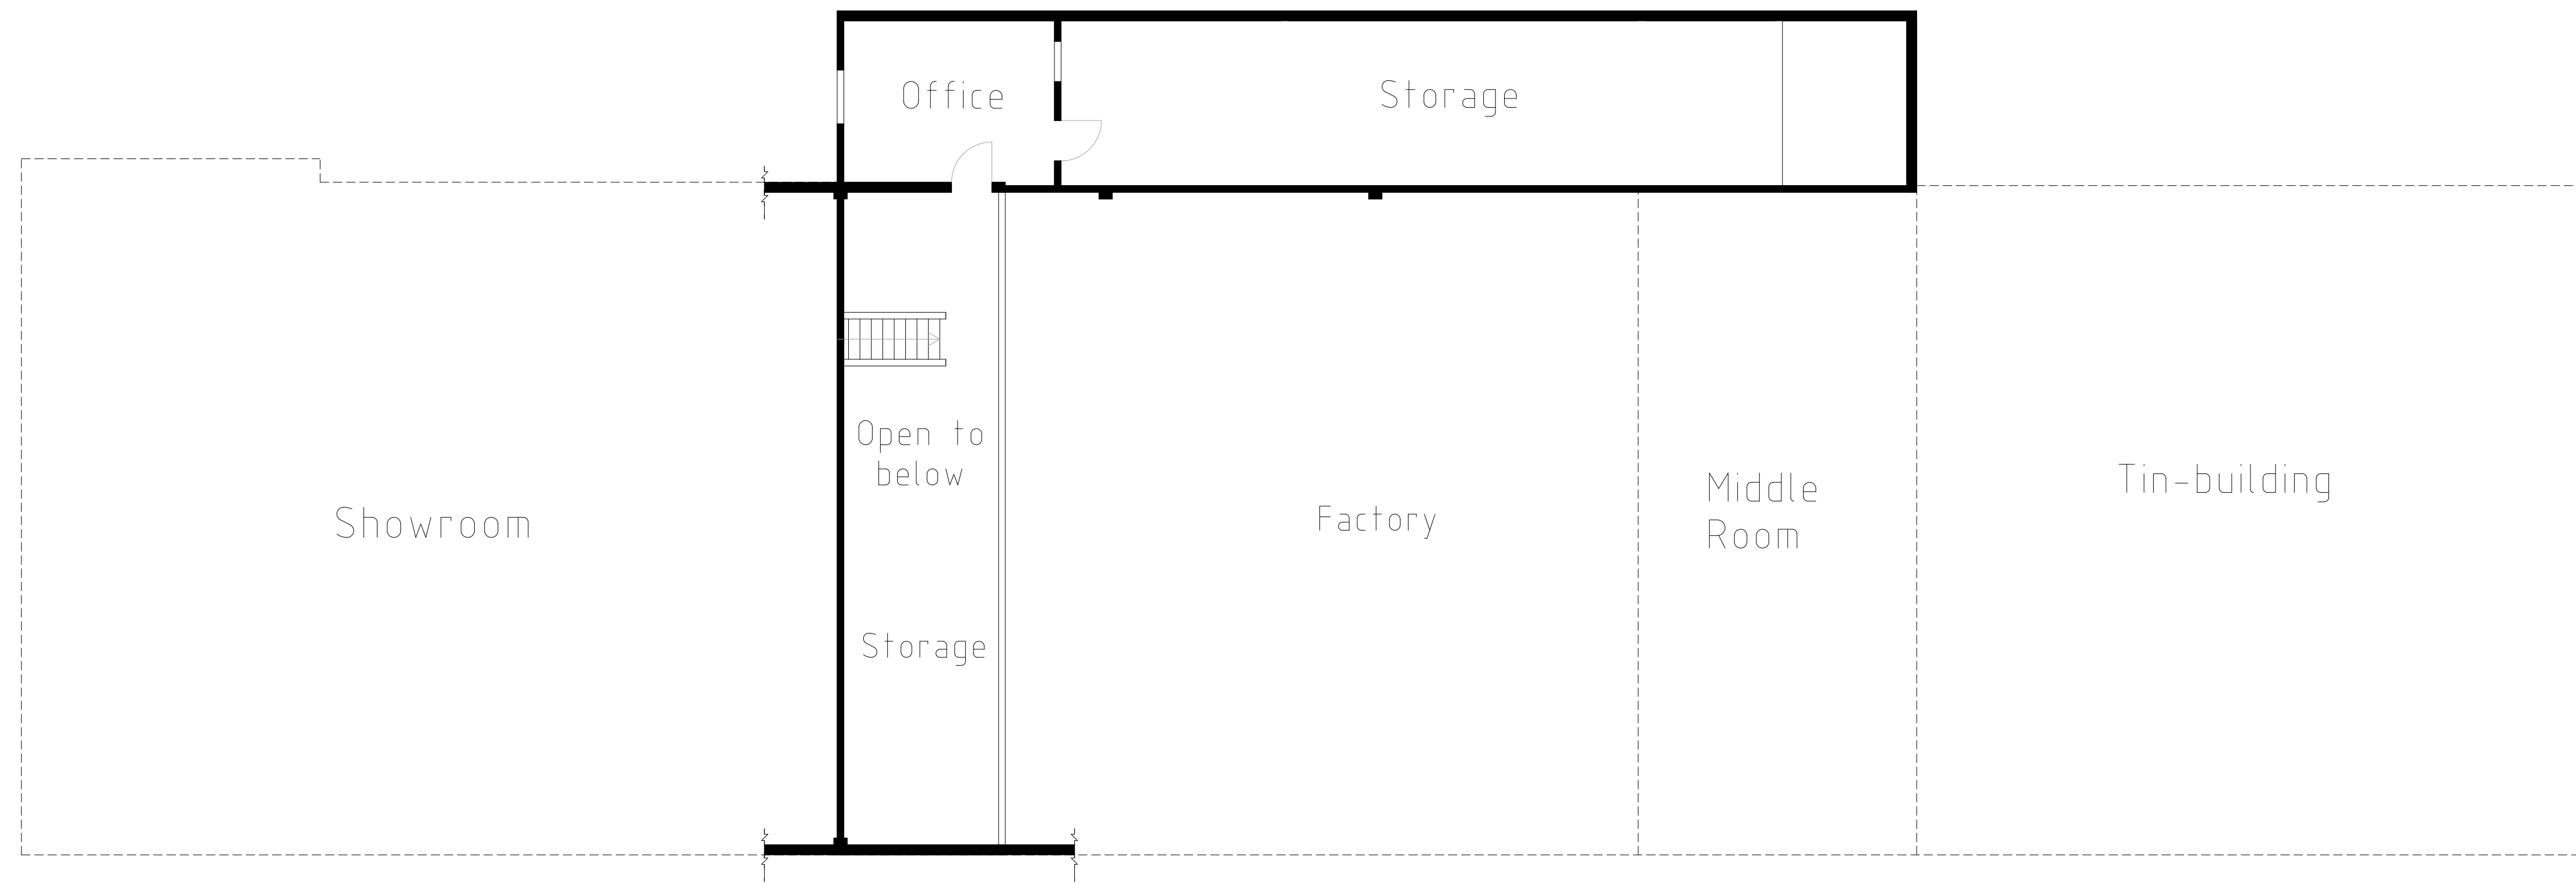 Office
Storage
Open to
below
Showroom
Storage
Factory
Middle
Room
Tin-building